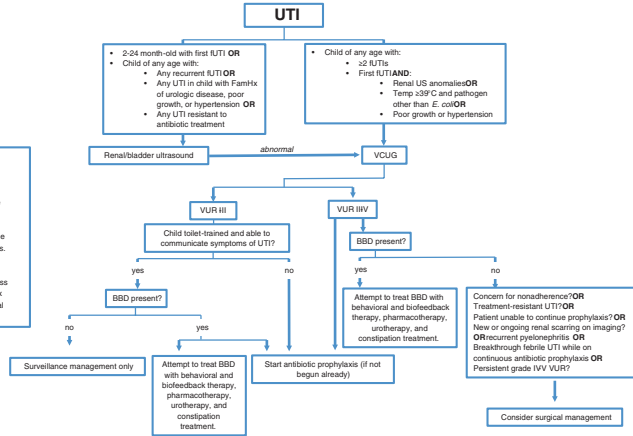 UTI
• 2-24 month-old with first fUTI OR
• Child of any age with:
• Any recurrent fUTI OR
• Any UTI in child with FamHx
of urologic disease, poor
growth, or hypertension OR
• Any UTI resistant to
antibiotic treatment
• Child of any age with:
• ≥2 fUTIs
• First fUTI AND:
• Renal US anomalies OR
• Temp ≥39°C and pathogen
other than E. coli OR
• Poor growth or hypertension
Renal/bladder ultrasound
abnormal
VCUG
VUR
VUR
Child toilet-trained and able to
communicate symptoms of UTI?
BBD present?
yes
no
yes
no
BBD present?
no
yes
Attempt to treat BBD with
behavioral and biofeedback
therapy, pharmacotherapy,
urotherapy, and
constipation treatment.
Concern for nonadherence? OR
Treatment-resistant UTI? OR
Patient unable to continue prophylaxis? OR
New or ongoing renal scarring on imaging?
OR recurrent pyelonephritis OR
Breakthrough febrile UTI while on
continuous antibiotic prophylaxis OR
Persistent grade VUR?
Surveillance management only
Attempt to treat BBD
with behavioral and
biofeedback therapy,
pharmacotherapy,
urotherapy, and
constipation
treatment.
Start antibiotic prophylaxis (if not
begun already)
Consider surgical management